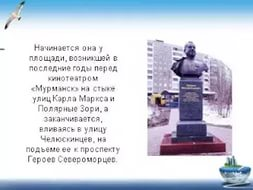 Начинается она у
площади, возникшей в
последние годы перед
кинотеатром
«Мурманск» на стыке
улиц Карла Маркса и
Полярные Зори, а
заканчивается,
вливаясь в улицу
Челюскинцев, на
подъеме ее к проспекту
Героев Североморцев.